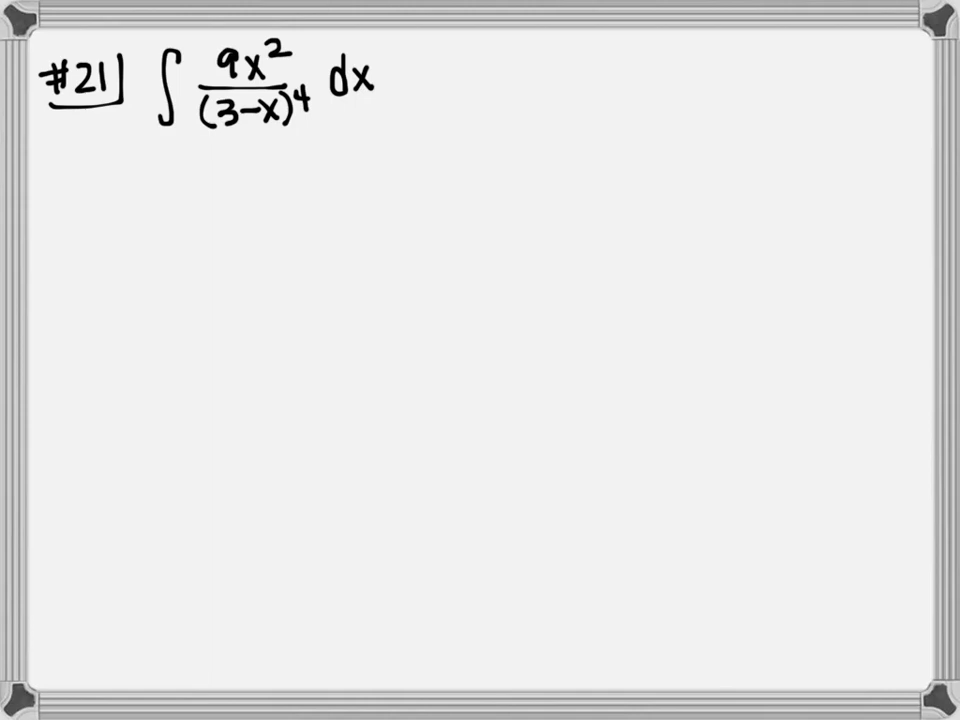 #21 ∫ 9x²/(3-x)⁴ dx